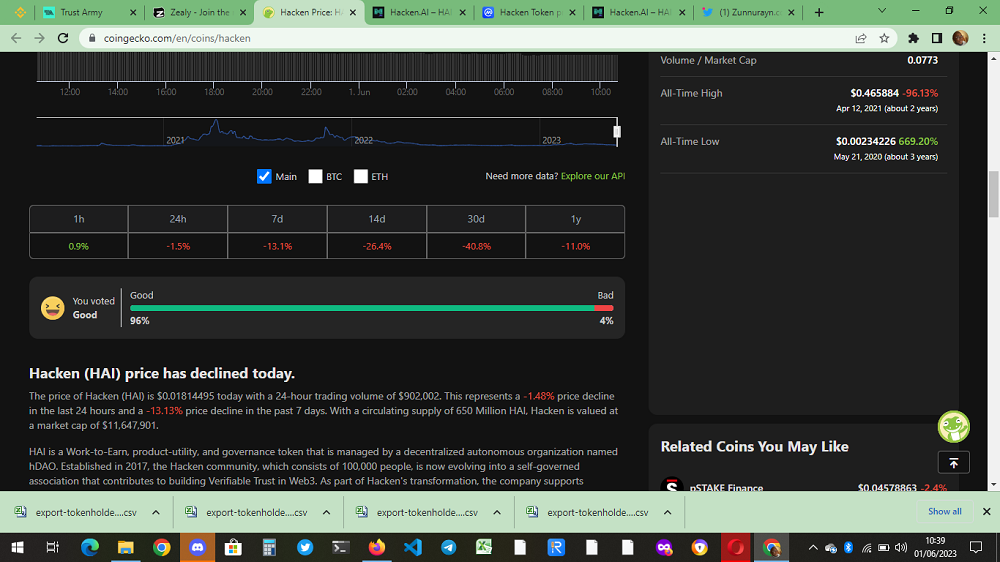 Trust Army
Zealy - Join the
Hacken Price: H
Hacken.AI – HAI
Hacken Token p
Hacken.AI – HA
(1) Zunnurayn.c
coingecko.com/en/coins/hacken
12:00 14:00 16:00 18:00 20:00 22:00 1. Jun 02:00 04:00 06:00 08:00 10:00
2021 2022 2023
Main BTC ETH
Need more data? Explore our API
1h 24h 7d 14d 30d 1y
0.9% -1.5% -13.1% -26.4% -40.8% -11.0%
You voted
Good
Good Bad
96% 4%
Hacken (HAI) price has declined today.
The price of Hacken (HAI) is $0.01814495 today with a 24-hour trading volume of $902,002. This represents a -1.48% price decline
in the last 24 hours and a -13.13% price decline in the past 7 days. With a circulating supply of 650 Million HAI, Hacken is valued at
a market cap of $11,647,901.
HAI is a Work-to-Earn, product-utility, and governance token that is managed by a decentralized autonomous organization named
hDAO. Established in 2017, the Hacken community, which consists of 100,000 people, is now evolving into a self-governed
association that contributes to building Verifiable Trust in Web3. As part of Hacken's transformation, the company supports
Volume / Market Cap 0.0773
All-Time High $0.465884 -96.13%
Apr 12, 2021 (about 2 years)
All-Time Low $0.00234226 669.20%
May 21, 2020 (about 3 years)
Related Coins You May Like
pSTAKE Finance $0.04578863 -2.4%
export-tokenholde....csv
export-tokenholde....csv
export-tokenholde....csv
export-tokenholde....csv
Show all
10:39
01/06/2023